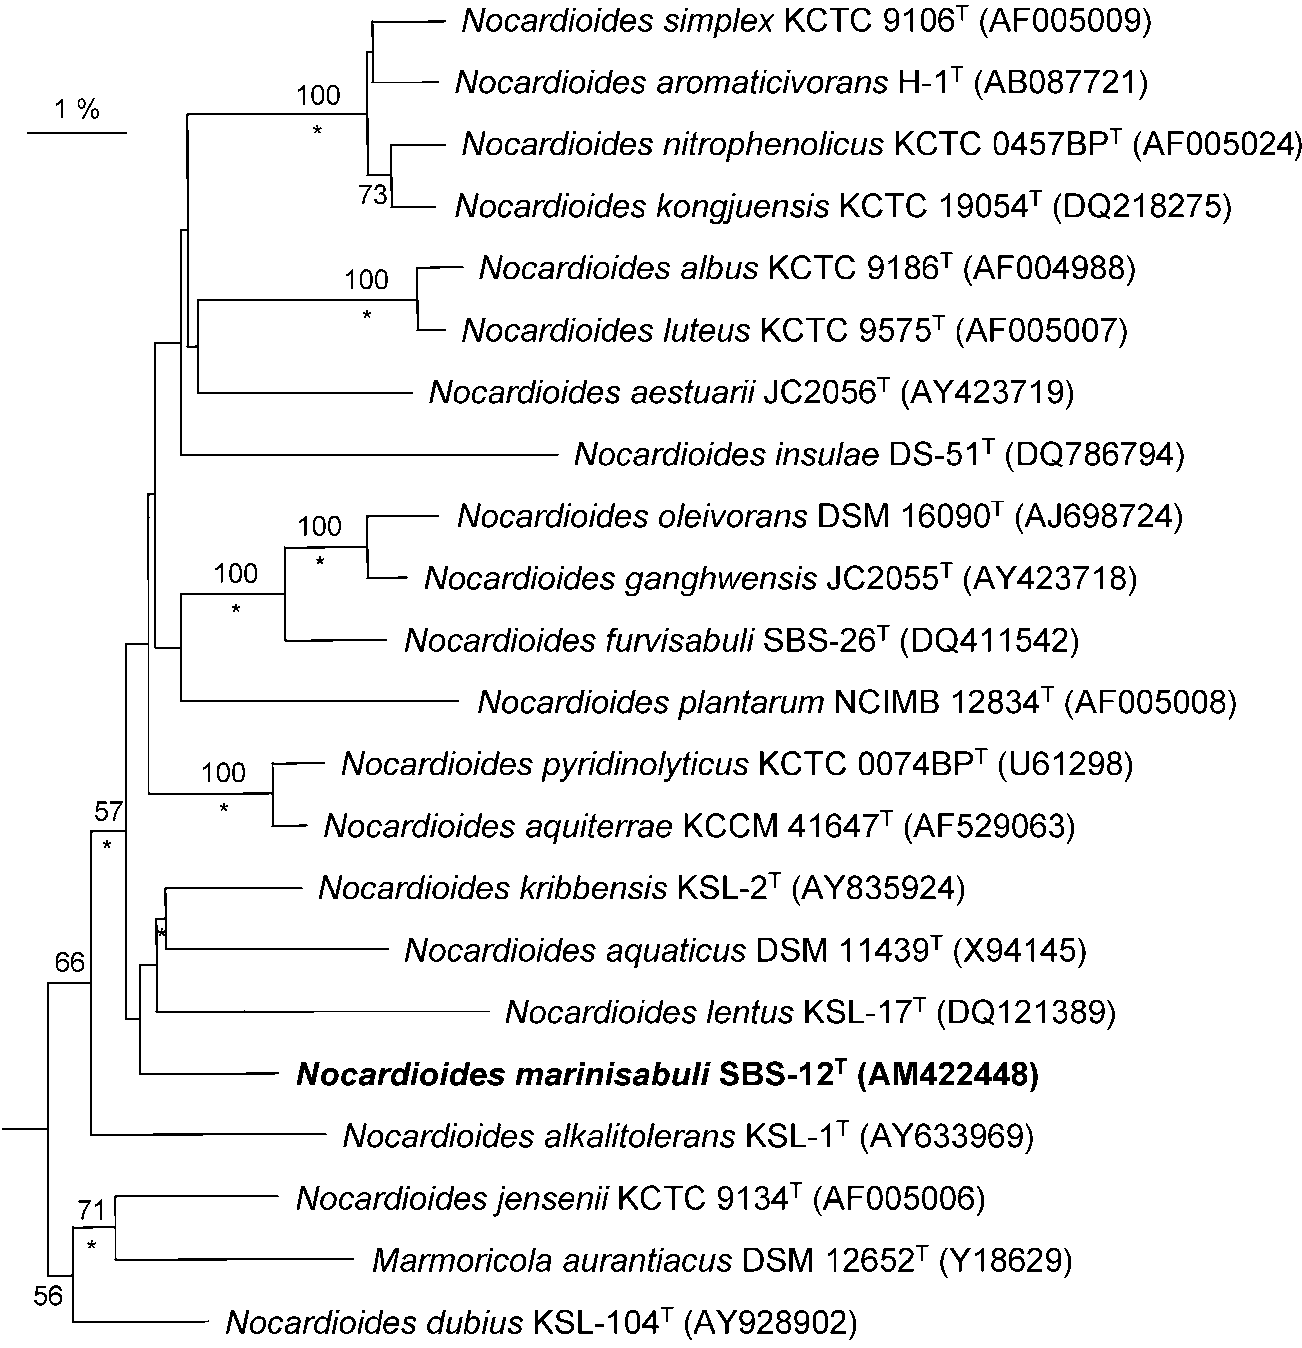 Nocardioides simplex KCTC 9106T (AF005009)
Nocardioides aromaticivorans H-1T (AB087721)
100
1 %
*
Nocardioides nitrophenolicus KCTC 0457BPT (AF005024)
73
Nocardioides kongjuensis KCTC 19054T (DQ218275)
Nocardioides albus KCTC 9186T (AF004988)
100
*
Nocardioides luteus KCTC 9575T (AF005007)
Nocardioides aestuarii JC2056T (AY423719)
Nocardioides insulae DS-51T (DQ786794)
Nocardioides oleivorans DSM 16090T (AJ698724)
100
*
Nocardioides ganghwensis JC2055T (AY423718)
100
*
Nocardioides furvisabuli SBS-26T (DQ411542)
Nocardioides plantarum NCIMB 12834T (AF005008)
Nocardioides pyridinolyticus KCTC 0074BPT (U61298)
100
*
Nocardioides aquiterrae KCCM 41647T (AF529063)
57
*
Nocardioides kribbensis KSL-2T (AY835924)
*
Nocardioides aquaticus DSM 11439T (X94145)
66
Nocardioides lentus KSL-17T (DQ121389)
Nocardioides marinisabuli SBS-12T (AM422448)
Nocardioides alkalitolerans KSL-1T (AY633969)
Nocardioides jensenii KCTC 9134T (AF005006)
71
*
Marmoricola aurantiacus DSM 12652T (Y18629)
56
Nocardioides dubius KSL-104T (AY928902)